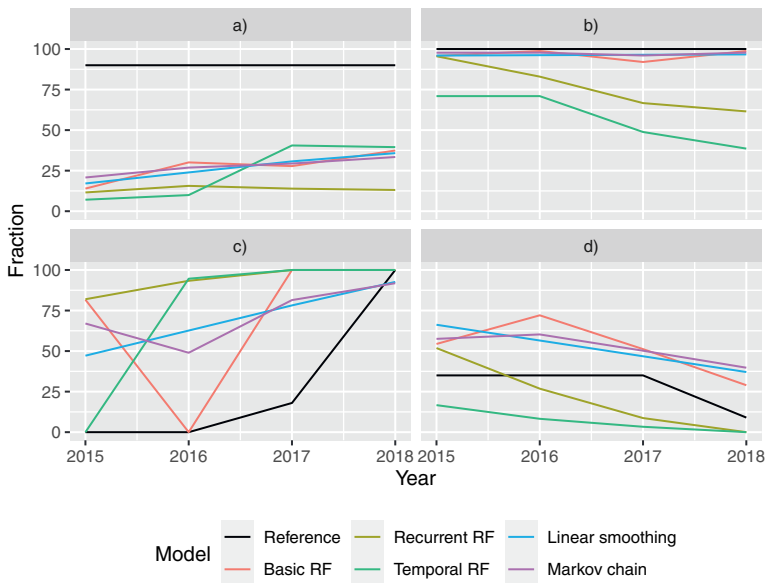 a)
b)
100
75
50
25
0
c)
d)
100
75
50
25
0
Fraction
2015
2016
2017
2018
2015
2016
2017
2018
Year
Model
Reference
Recurrent RF
Linear smoothing
Basic RF
Temporal RF
Markov chain